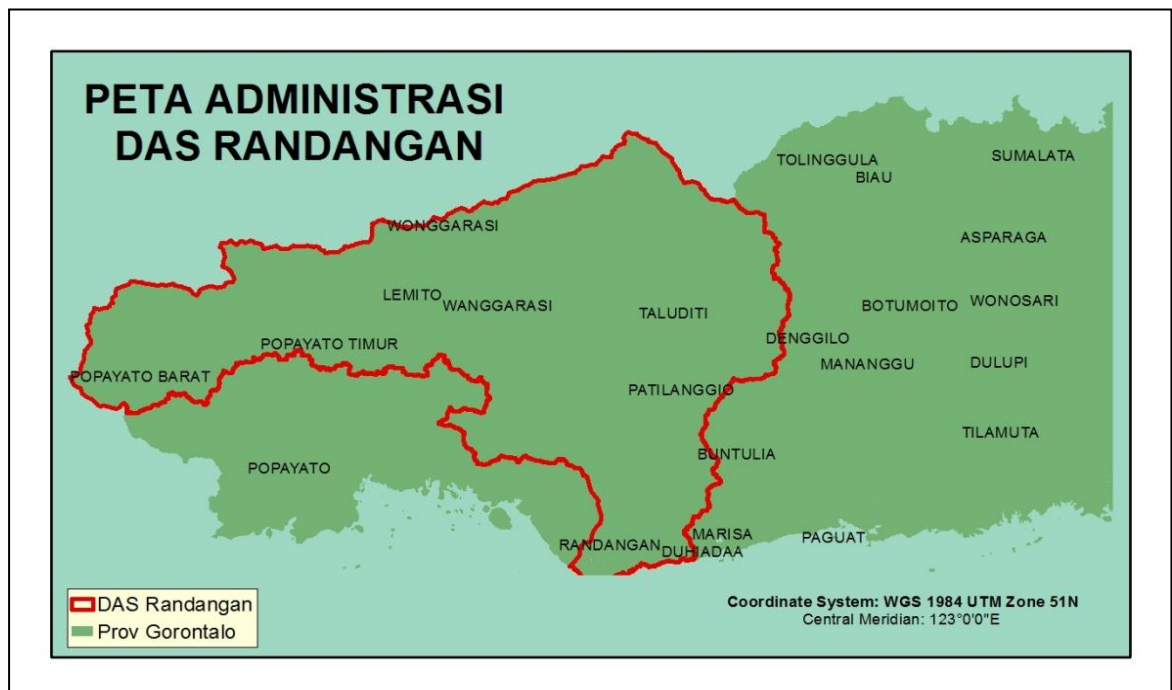 PETA ADMINISTRASI
DAS RANDANGAN
TOLINGGULA
SUMALATA
BIAU
WONGGARASI
ASPARAGA
LEMITO
WANGGARASI
TALUDITI
BOTUMOITO
WONOSARI
POPAYATO TIMUR
DENGGILO
MANANGGU
DULUPI
POPAYATO BARAT
PATILANGGIO
TILAMUTA
BUNTULIA
POPAYATO
MARISA
PAGUAT
RANDANGAN
DUHIADAA
DAS Randangan
Prov Gorontalo
Coordinate System: WGS 1984 UTM Zone 51N
Central Meridian: 123°0'0"E